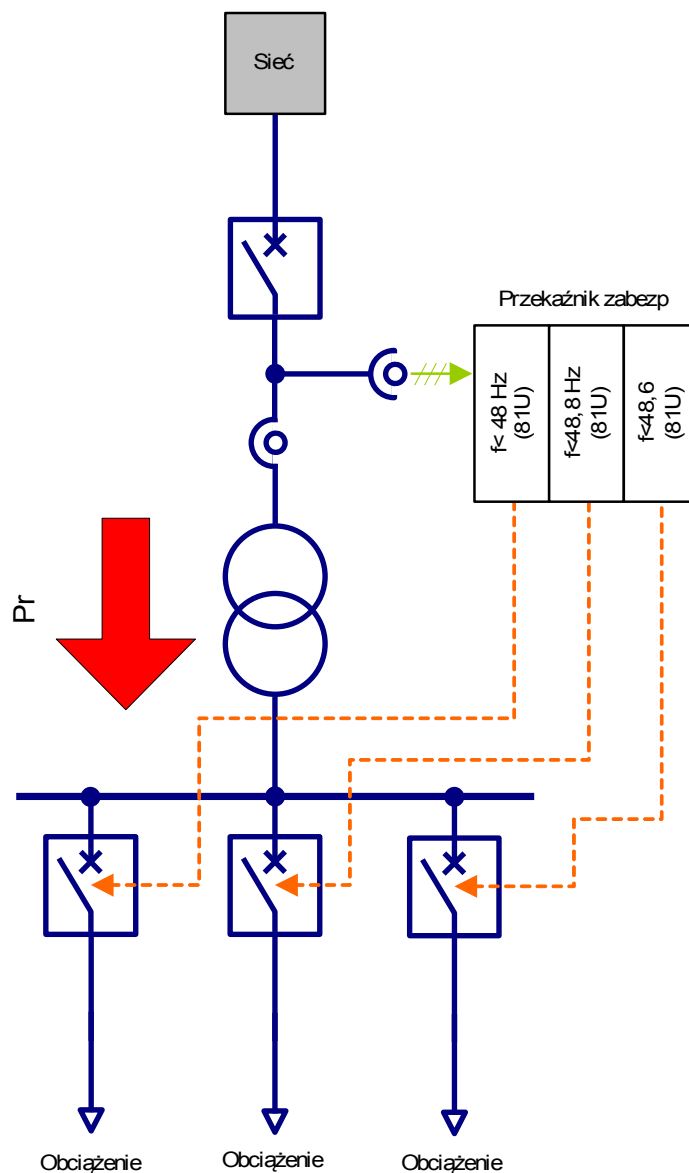 Sieć
Przekaźnik zabezp
f< 48 Hz
(81U)
f<48,8 Hz
(81U)
f<48,6
(81U)
Pr
Obciążenie
Obciążenie
Obciążenie